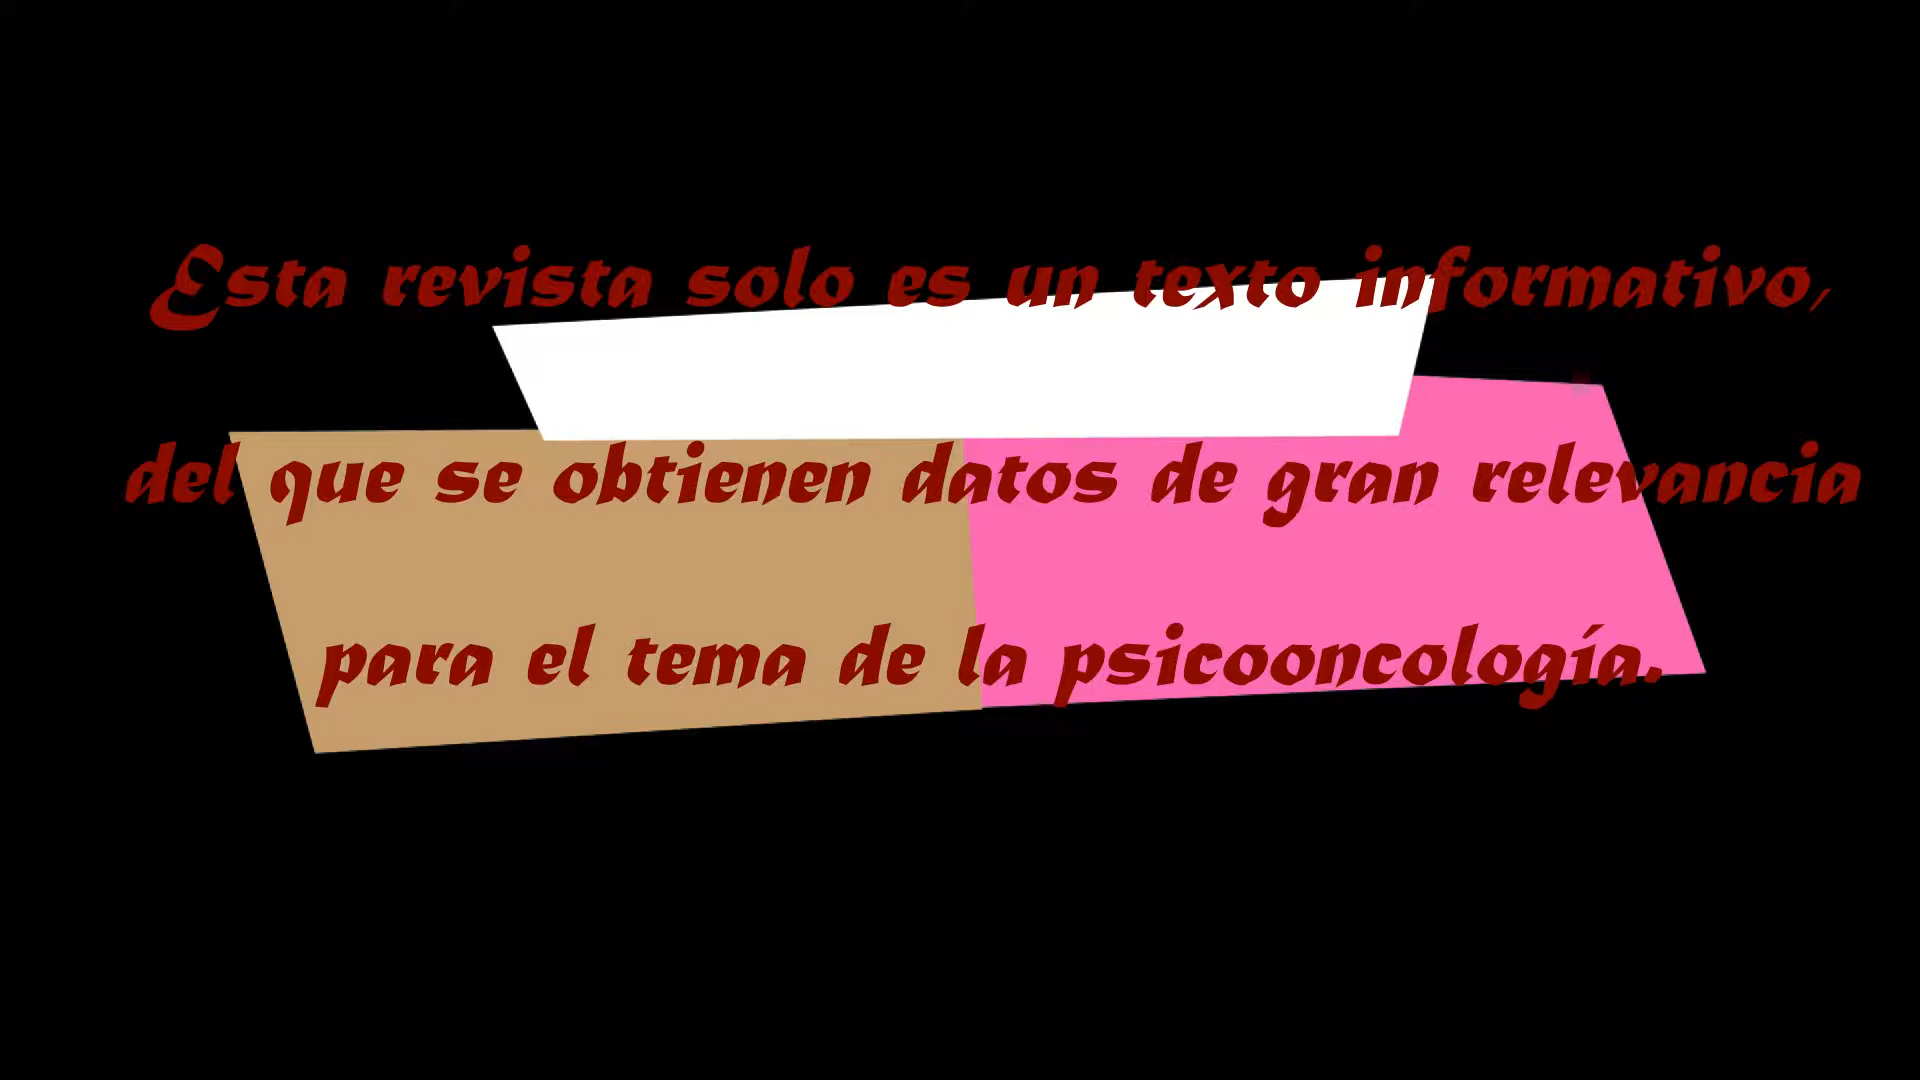 Esta revista solo es un texto informativo,
del que se obtienen datos de gran relevancia
para el tema de la psicooncología.